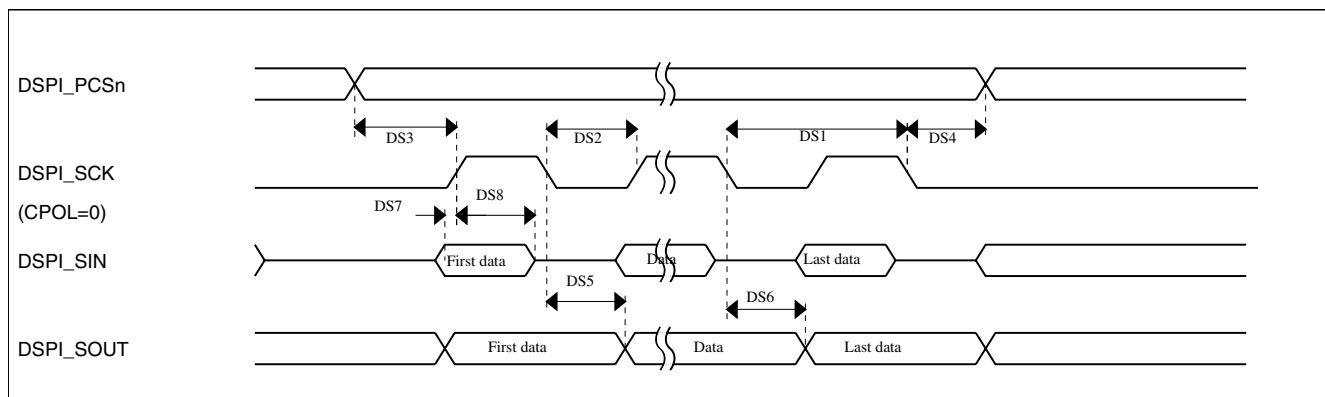 DSPI_PCSn
DS3
DS2
DS1
DS4
DSPI_SCK
(CPOL=0)
DS7
DS8
DSPI_SIN
First data
Data
Last data
DS5
DS6
DSPI_SOUT
First data
Data
Last data